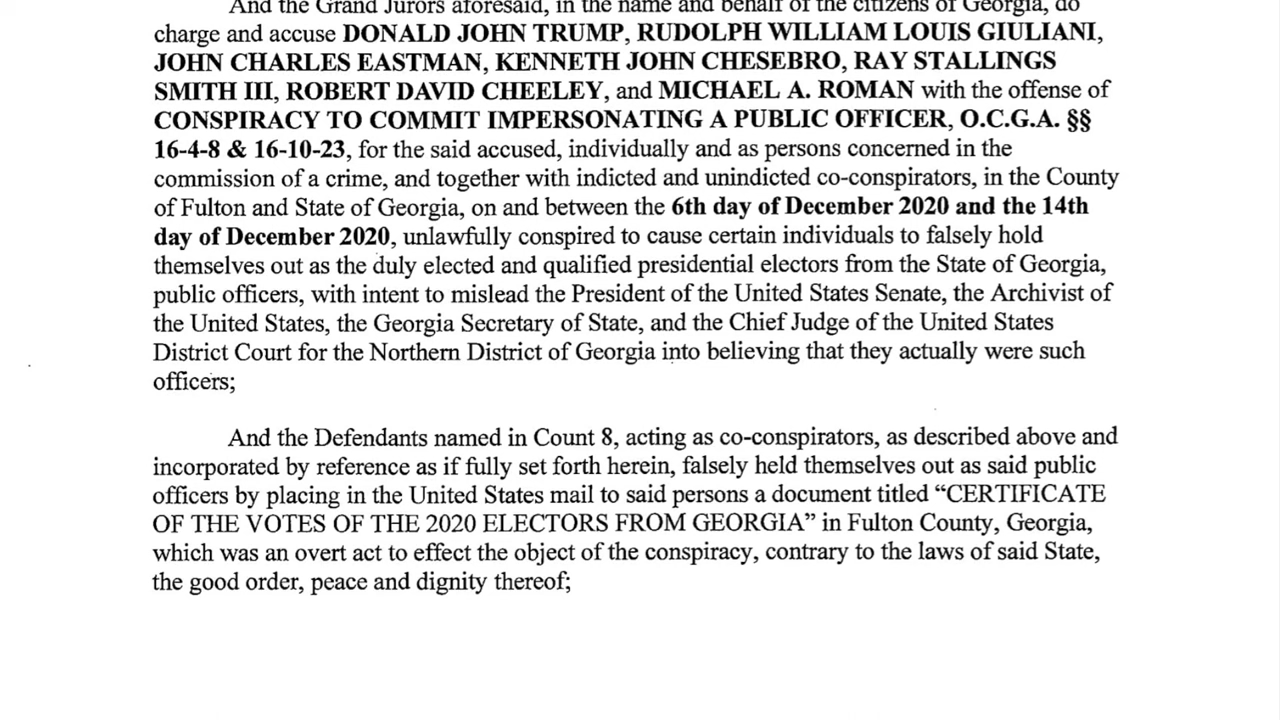 And the Grand Jurors aforesaid, in the name and behalf of the citizens of Georgia, do
charge and accuse DONALD JOHN TRUMP, RUDOLPH WILLIAM LOUIS GIULIANI,
JOHN CHARLES EASTMAN, KENNETH JOHN CHESEBRO, RAY STALLINGS
SMITH III, ROBERT DAVID CHEELEY, and MICHAEL A. ROMAN with the offense of
CONSPIRACY TO COMMIT IMPERSONATING A PUBLIC OFFICER, O.C.G.A. §§
16-4-8 & 16-10-23, for the said accused, individually and as persons concerned in the
commission of a crime, and together with indicted and unindicted co-conspirators, in the County
of Fulton and State of Georgia, on and between the 6th day of December 2020 and the 14th
day of December 2020, unlawfully conspired to cause certain individuals to falsely hold
themselves out as the duly elected and qualified presidential electors from the State of Georgia,
public officers, with intent to mislead the President of the United States Senate, the Archivist of
the United States, the Georgia Secretary of State, and the Chief Judge of the United States
District Court for the Northern District of Georgia into believing that they actually were such
officers;
And the Defendants named in Count 8, acting as co-conspirators, as described above and
incorporated by reference as if fully set forth herein, falsely held themselves out as said public
officers by placing in the United States mail to said persons a document titled “CERTIFICATE
OF THE VOTES OF THE 2020 ELECTORS FROM GEORGIA” in Fulton County, Georgia,
which was an overt act to effect the object of the conspiracy, contrary to the laws of said State,
the good order, peace and dignity thereof;